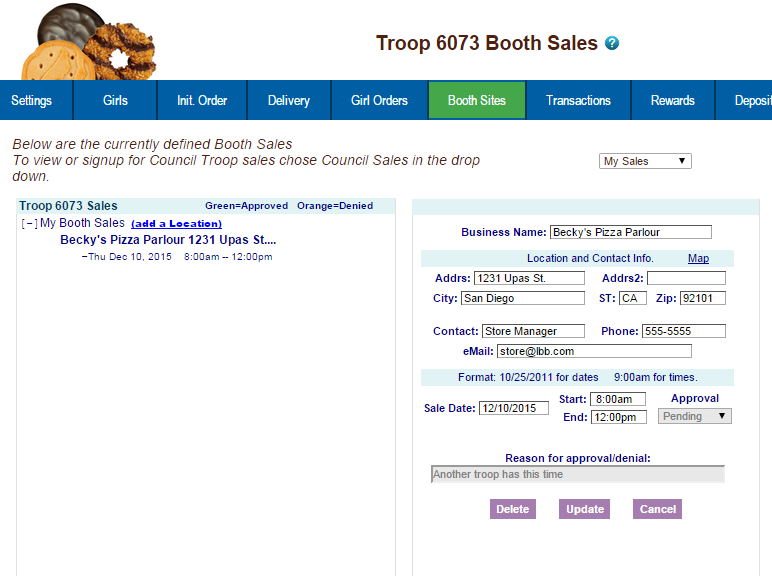 Troop 6073 Booth Sales ?
Settings Girls Init. Order Delivery Girl Orders Booth Sites Transactions Rewards Deposit
Below are the currently defined Booth Sales
To view or signup for Council Troop sales chose Council Sales in the drop
down.
My Sales
Troop 6073 Sales Green=Approved Orange=Denied
[−]My Booth Sales (add a Location)
Becky's Pizza Parlour 1231 Upas St....
−Thu Dec 10, 2015 8:00am -- 12:00pm
Business Name: Becky's Pizza Parlour
Location and Contact Info. Map
Addrs: 1231 Upas St. Addrs2:
City: San Diego ST: CA Zip: 92101
Contact: Store Manager Phone: 555-5555
eMail: store@lbb.com
Format: 10/25/2011 for dates 9:00am for times.
Sale Date: 12/10/2015
Start: 8:00am
End: 12:00pm
Approval
Pending
Reason for approval/denial:
Another troop has this time
Delete Update Cancel